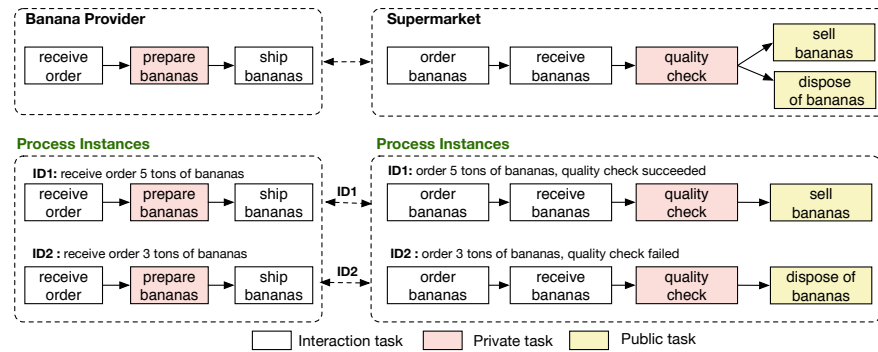 Banana Provider
Supermarket
receive
order
prepare
bananas
ship
bananas
order
bananas
receive
bananas
quality
check
sell
bananas
dispose
of bananas
Process Instances
Process Instances
ID1: receive order 5 tons of bananas
receive
order
prepare
bananas
ship
bananas
ID1
ID1: order 5 tons of bananas, quality check succeeded
order
bananas
receive
bananas
quality
check
sell
bananas
ID2 : receive order 3 tons of bananas
receive
order
prepare
bananas
ship
bananas
ID2
ID2 : order 3 tons of bananas, quality check failed
order
bananas
receive
bananas
quality
check
dispose of
bananas
Interaction task
Private task
Public task